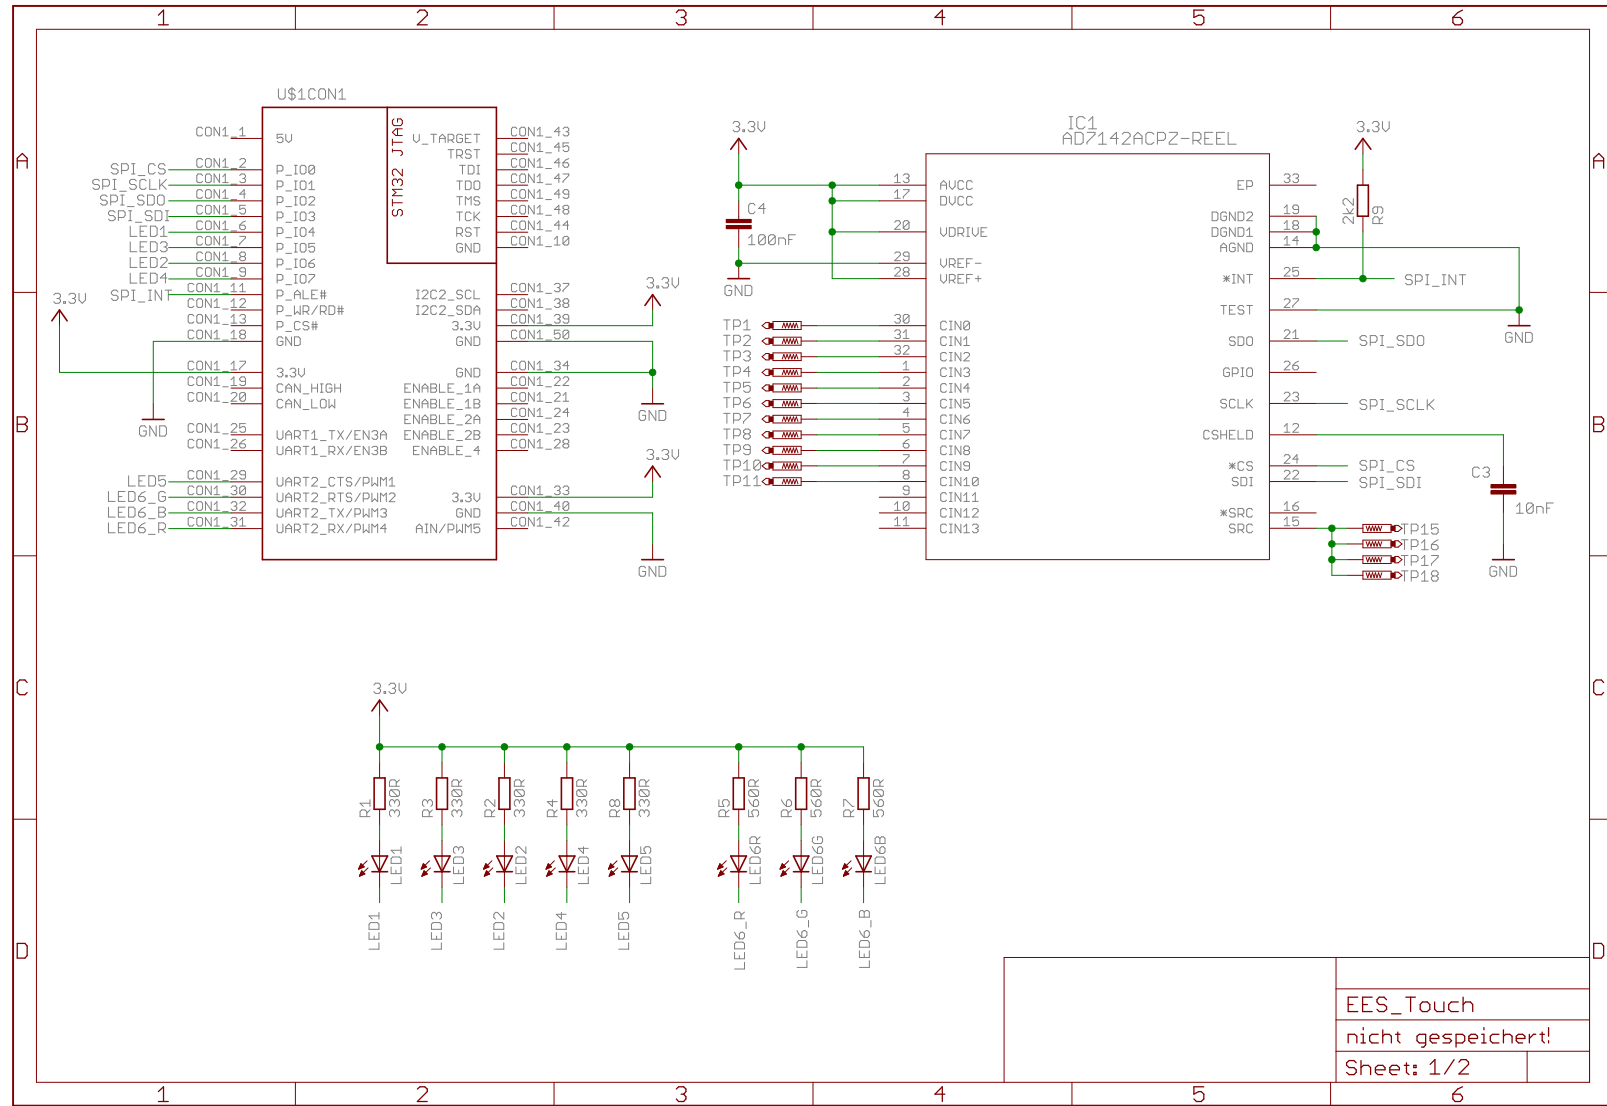 1 2 3 4 5 6
A A
B B
C C
D D
1 2 3 4 5 6
U$1CON1
STM32 JTAG
CON1_1 5V
SPI_CS CON1_2 P_IO0
SPI_SCLK CON1_3 P_IO1
SPI_SDO CON1_4 P_IO2
SPI_SDI CON1_5 P_IO3
LED1 CON1_6 P_IO4
LED3 CON1_7 P_IO5
LED2 CON1_8 P_IO6
LED4 CON1_9 P_IO7
SPI_INT CON1_11 P_ALE#
CON1_12 P_WR/RD#
CON1_13 P_CS#
CON1_18 GND
CON1_17 3.3V
CON1_19 CAN_HIGH
CON1_20 CAN_LOW
CON1_25 UART1_TX/EN3A
CON1_26 UART1_RX/EN3B
LED5 CON1_29 UART2_CTS/PWM1
LED6_G CON1_30 UART2_RTS/PWM2
LED6_B CON1_32 UART2_TX/PWM3
LED6_R CON1_31 UART2_RX/PWM4
3.3V
GND
V_TARGET CON1_43
TRST CON1_45
TDI CON1_46
TDO CON1_47
TMS CON1_49
TCK CON1_48
RST CON1_44
GND CON1_10
I2C2_SCL CON1_37
I2C2_SDA CON1_38
3.3V CON1_39
GND CON1_50
GND CON1_34
ENABLE_1A CON1_22
ENABLE_1B CON1_21
ENABLE_2A CON1_24
ENABLE_2B CON1_23
ENABLE_4 CON1_28
3.3V CON1_33
GND CON1_40
AIN/PWM5 CON1_42
3.3V
GND
3.3V
GND
3.3V
C4
100nF
GND
IC1
AD7142ACPZ-REEL
13 AVCC
17 DVCC
20 VDRIVE
29 VREF-
28 VREF+
TP1 30 CIN0
TP2 31 CIN1
TP3 32 CIN2
TP4 1 CIN3
TP5 2 CIN4
TP6 3 CIN5
TP7 4 CIN6
TP8 5 CIN7
TP9 6 CIN8
TP10 7 CIN9
TP11 8 CIN10
9 CIN11
10 CIN12
11 CIN13
EP 33
DGND2 19
DGND1 18
AGND 14
*INT 25 SPI_INT
TEST 27
SDO 21 SPI_SDO
GPIO 26
SCLK 23 SPI_SCLK
CSHELD 12
*CS 24 SPI_CS
SDI 22 SPI_SDI
*SRC 16
SRC 15
TP15
TP16
TP17
TP18
3.3V
2k2
R9
GND
C3
10nF
GND
3.3V
R1 330R
R3 330R
R2 330R
R4 330R
R8 330R
R5 560R
R6 560R
R7 560R
LED1 LED3 LED2 LED4 LED5 LED6R LED6G LED6B
LED1 LED3 LED2 LED4 LED5 LED6_R LED6_G LED6_B
EES_Touch
nicht gespeichert!
Sheet: 1/2